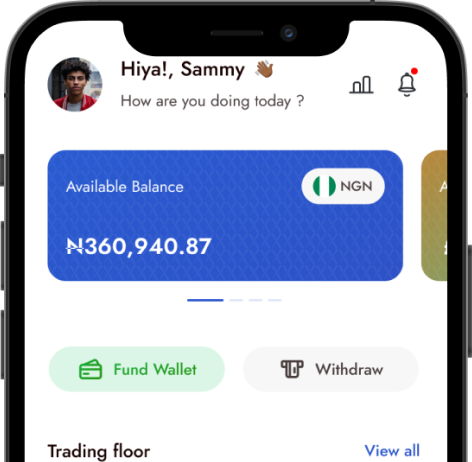 Hiya!, Sammy 👋🏾
How are you doing today ?
Available Balance
NGN
₦360,940.87
Fund Wallet
Withdraw
Trading floor
View all